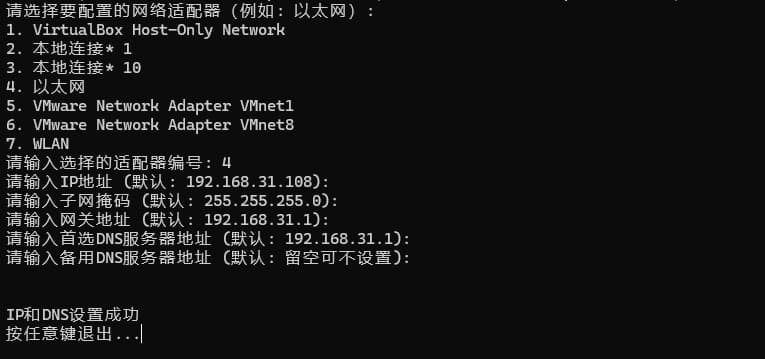 请选择要配置的网络适配器 (例如: 以太网) :
1. VirtualBox Host-Only Network
2. 本地连接* 1
3. 本地连接* 10
4. 以太网
5. VMware Network Adapter VMnet1
6. VMware Network Adapter VMnet8
7. WLAN
请输入选择的适配器编号: 4
请输入IP地址 (默认: 192.168.31.108):
请输入子网掩码 (默认: 255.255.255.0):
请输入网关地址 (默认: 192.168.31.1):
请输入首选DNS服务器地址 (默认: 192.168.31.1):
请输入备用DNS服务器地址 (默认: 留空可不设置):
IP和DNS设置成功
按任意键退出...